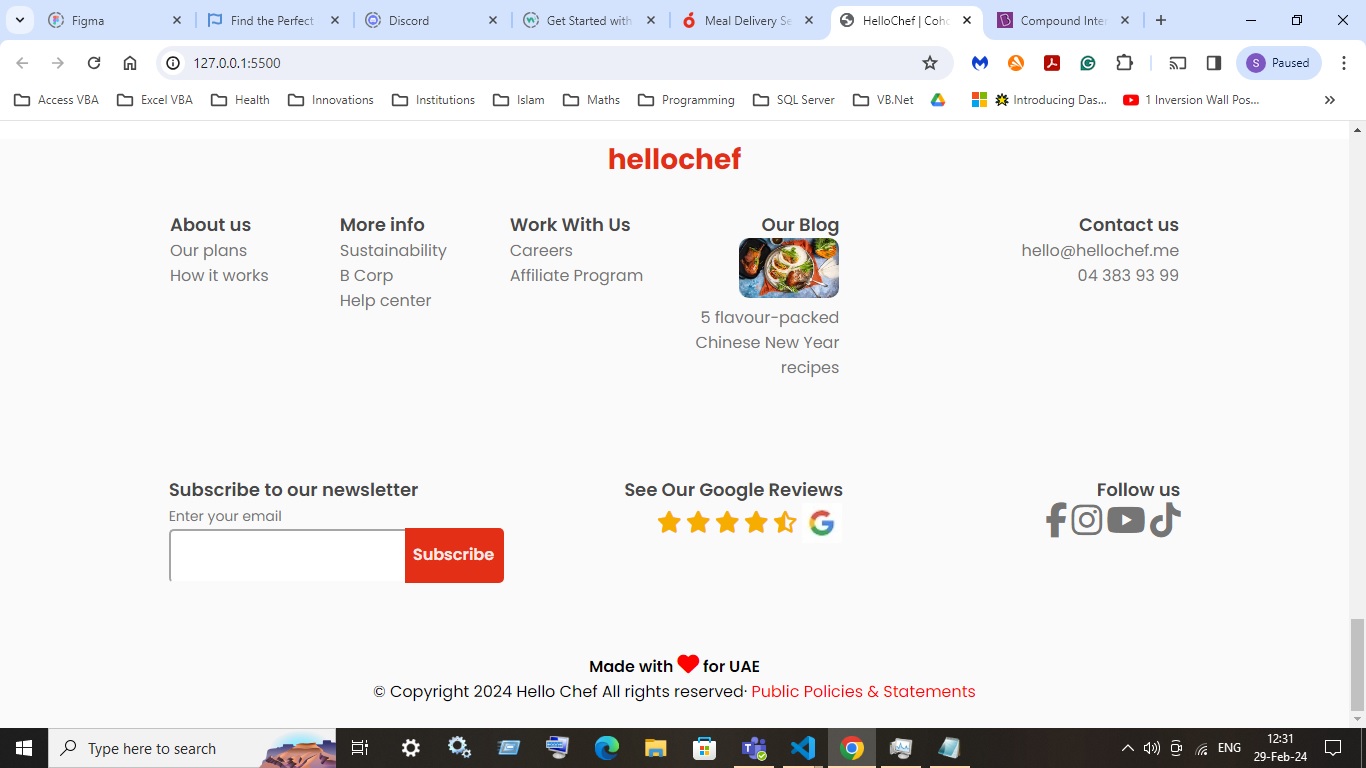 Figma
Find the Perfect
Discord
Get Started with
Meal Delivery Se
HelloChef | Coho
Compound Inter
127.0.0.1:5500
S Paused
Access VBA
Excel VBA
Health
Innovations
Institutions
Islam
Maths
Programming
SQL Server
VB.Net
Introducing Das...
1 Inversion Wall Pos...
hellochef
About us
Our plans
How it works
More info
Sustainability
B Corp
Help center
Work With Us
Careers
Affiliate Program
Our Blog
5 flavour-packed
Chinese New Year
recipes
Contact us
hello@hellochef.me
04 383 93 99
Subscribe to our newsletter
Enter your email
Subscribe
See Our Google Reviews
Follow us
Made with for UAE
© Copyright 2024 Hello Chef All rights reserved· Public Policies & Statements
Type here to search
ENG
12:31
29-Feb-24